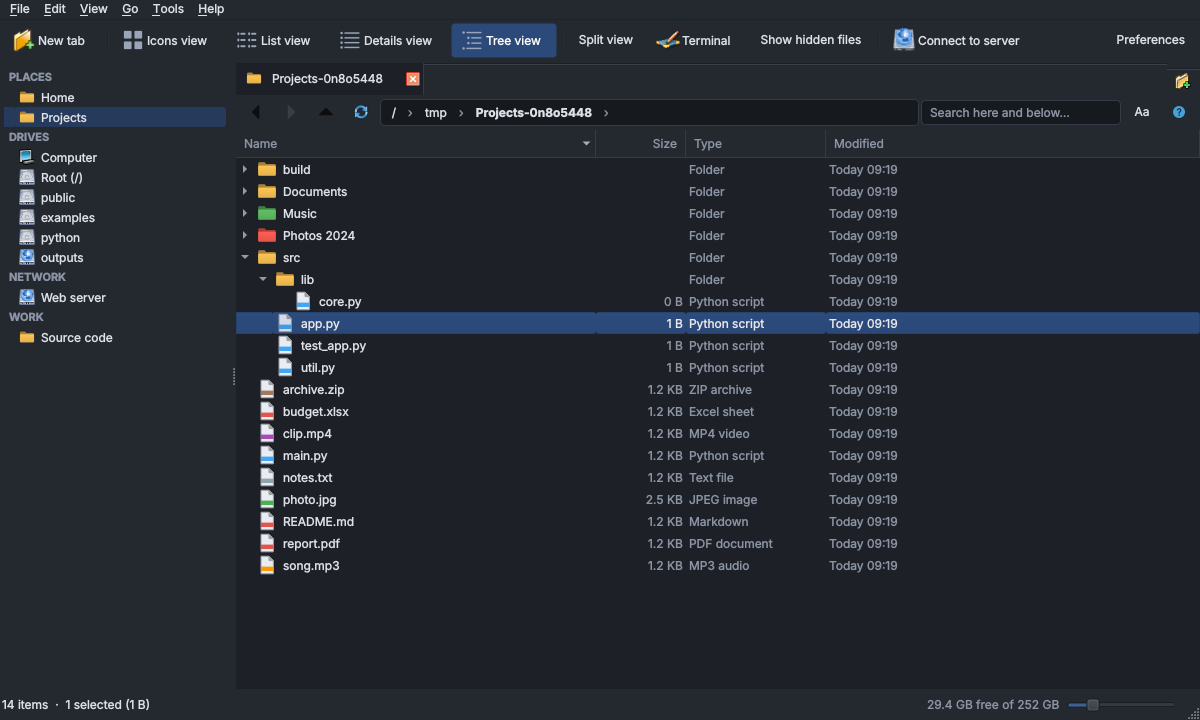 File Edit View Go Tools Help
New tab Icons view List view Details view Tree view Split view Terminal Show hidden files Connect to server Preferences
PLACES
Home
Projects
DRIVES
Computer
Root (/)
public
examples
python
outputs
NETWORK
Web server
WORK
Source code
Projects-0n8o5448
/ › tmp › Projects-0n8o5448 › Search here and below... Aa ?
Name Size Type Modified
build Folder Today 09:19
Documents Folder Today 09:19
Music Folder Today 09:19
Photos 2024 Folder Today 09:19
src Folder Today 09:19
lib Folder Today 09:19
core.py 0 B Python script Today 09:19
app.py 1 B Python script Today 09:19
test_app.py 1 B Python script Today 09:19
util.py 1 B Python script Today 09:19
archive.zip 1.2 KB ZIP archive Today 09:19
budget.xlsx 1.2 KB Excel sheet Today 09:19
clip.mp4 1.2 KB MP4 video Today 09:19
main.py 1.2 KB Python script Today 09:19
notes.txt 1.2 KB Text file Today 09:19
photo.jpg 2.5 KB JPEG image Today 09:19
README.md 1.2 KB Markdown Today 09:19
report.pdf 1.2 KB PDF document Today 09:19
song.mp3 1.2 KB MP3 audio Today 09:19
14 items · 1 selected (1 B) 29.4 GB free of 252 GB